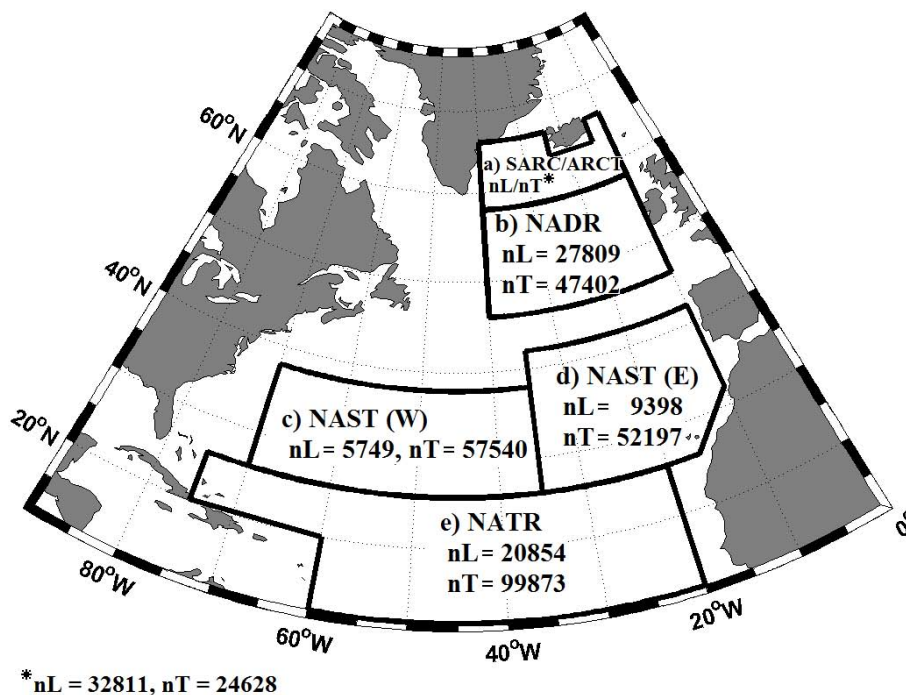 60°N
a) SARC/ARCT
nL/nT*
b) NADR
nL = 27809
nT = 47402
40°N
d) NAST (E)
nL = 9398
nT = 52197
c) NAST (W)
nL = 5749, nT = 57540
20°N
e) NATR
nL = 20854
nT = 99873
0°
80°W
60°W
40°W
20°W
*nL = 32811, nT = 24628